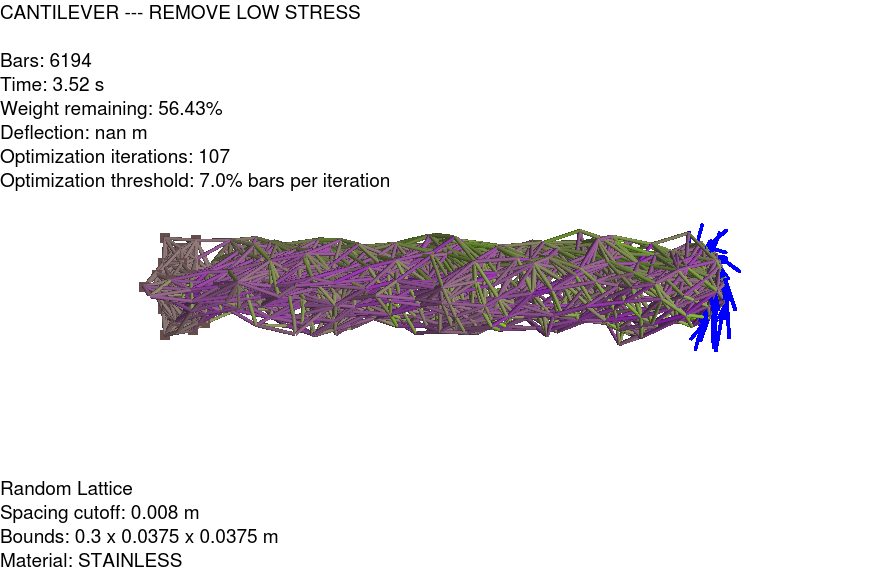 CANTILEVER --- REMOVE LOW STRESS
Bars: 6194
Time: 3.52 s
Weight remaining: 56.43%
Deflection: nan m
Optimization iterations: 107
Optimization threshold: 7.0% bars per iteration
Random Lattice
Spacing cutoff: 0.008 m
Bounds: 0.3 x 0.0375 x 0.0375 m
Material: STAINLESS